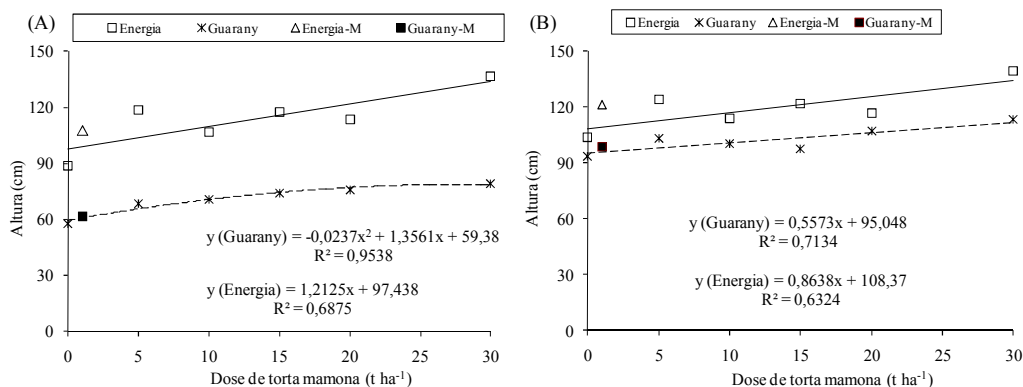 (A)
Energia Guarany Energia-M Guarany-M
150
120
90
60
30
0
Altura (cm)
y (Guarany) = -0,0237x² + 1,3561x + 59,38
R² = 0,9538
y (Energia) = 1,2125x + 97,438
R² = 0,6875
0 5 10 15 20 25 30
Dose de torta mamona (t ha⁻¹)
(B)
Energia Guarany Energia-M Guarany-M
150
120
90
60
30
0
Altura (cm)
y (Guarany) = 0,5573x + 95,048
R² = 0,7134
y (Energia) = 0,8638x + 108,37
R² = 0,6324
0 5 10 15 20 25 30
Dose de torta mamona (t ha⁻¹)